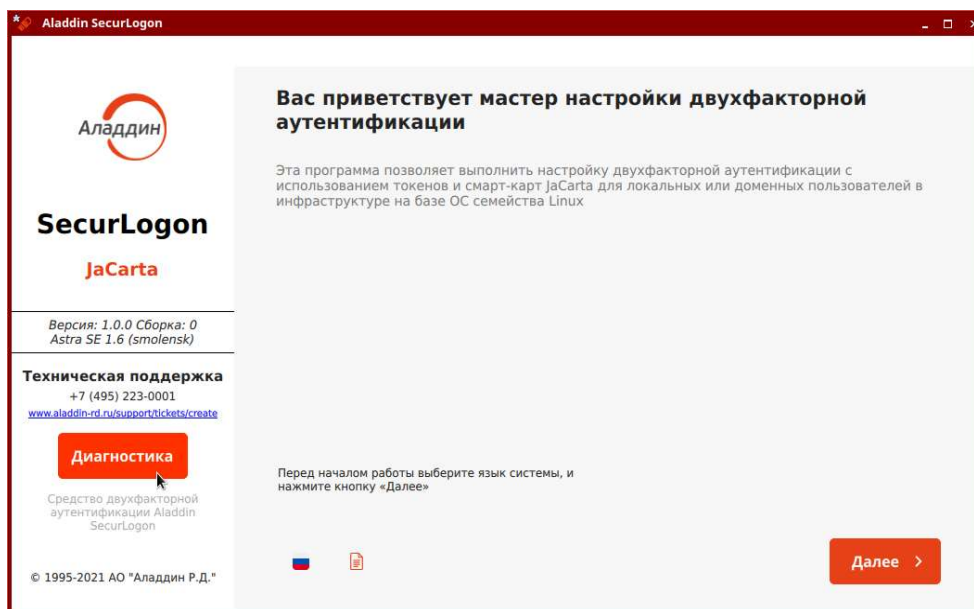 Aladdin SecurLogon
Аладдин
SecurLogon
JaCarta
Версия: 1.0.0 Сборка: 0
Astra SE 1.6 (smolensk)
Техническая поддержка
+7 (495) 223-0001
www.aladdin-rd.ru/support/tickets/create
Диагностика
Средство двухфакторной
аутентификации Aladdin
SecurLogon
© 1995-2021 АО "Аладдин Р.Д."
Вас приветствует мастер настройки двухфакторной
аутентификации
Эта программа позволяет выполнить настройку двухфакторной аутентификации с
использованием токенов и смарт-карт JaCarta для локальных или доменных пользователей в
инфраструктуре на базе ОС семейства Linux
Перед началом работы выберите язык системы, и
нажмите кнопку «Далее»
Далее